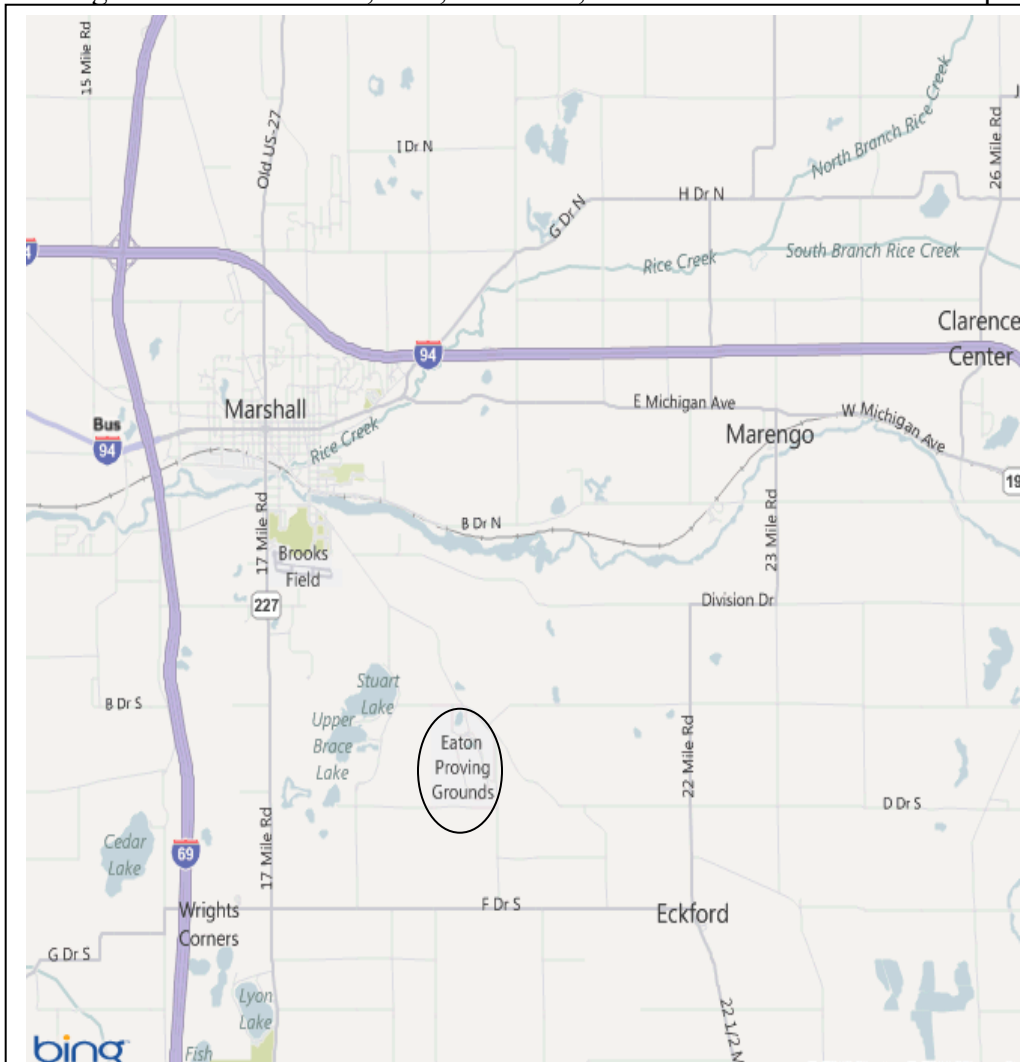 15 Mile Rd
Old US-27
I Dr N
North Branch Rice Creek
26 Mile Rd
J
H Dr N
G Dr N
Rice Creek
South Branch Rice Creek
4
Clarence
Center
94
Marshall
E Michigan Ave
W Michigan Ave
Bus
94
Rice Creek
Marengo
19
17 Mile Rd
B Dr N
23 Mile Rd
Brooks
Field
227
Division Dr
Stuart
Lake
B Dr S
Upper
Brace
Lake
Eaton
Proving
Grounds
22 Mile Rd
D Dr S
17 Mile Rd
Cedar
Lake
69
F Dr S
Wrights
Corners
Eckford
G Dr S
Lyon
Lake
22 1/2 M
bing
Fish